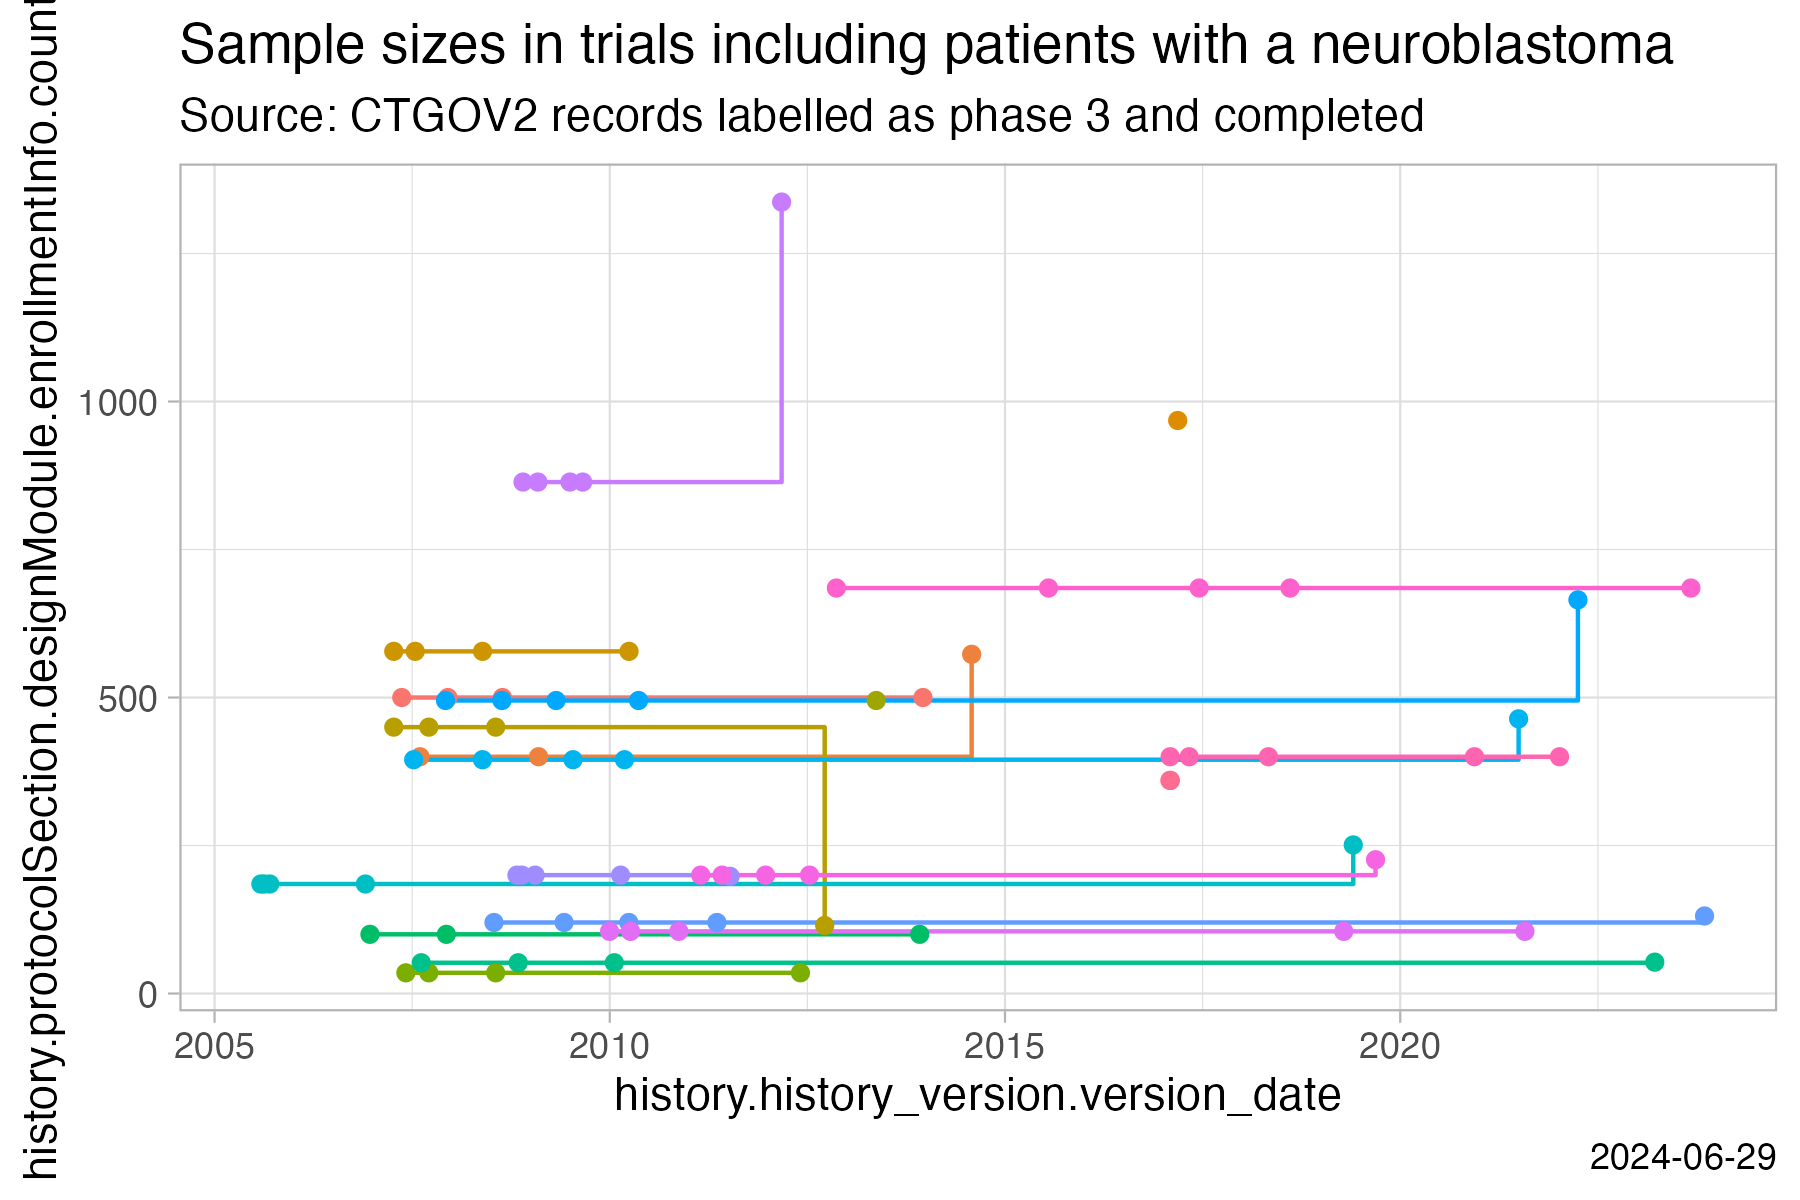 Sample sizes in trials including patients with a neuroblastoma
Source: CTGOV2 records labelled as phase 3 and completed
history.protocolSection.designModule.enrollmentInfo.count
1000
500
0
2005 2010 2015 2020
history.history_version.version_date
2024-06-29